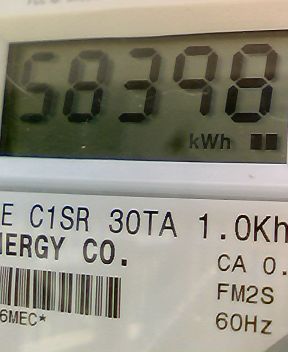 58398
kWh
E C1SR 30TA 1.0Kh
NERGY CO.
CA 0.
FM2S
6MEC*
60Hz